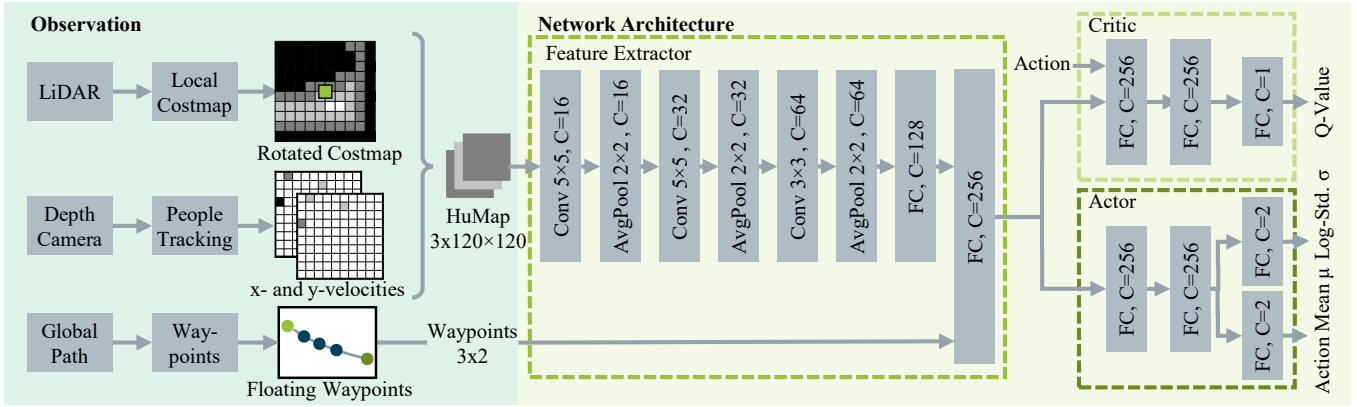 Observation
LiDAR
Local
Costmap
Rotated Costmap
Depth
Camera
People
Tracking
x- and y-velocities
Global
Path
Way-
points
Floating Waypoints
HuMap
3x120×120
Waypoints
3x2
Network Architecture
Feature Extractor
Conv 5×5, C=16
AvgPool 2×2 , C=16
Conv 5×5 , C=32
AvgPool 2×2 , C=32
Conv 3×3 , C=64
AvgPool 2×2 , C=64
FC, C=128
FC, C=256
Critic
Action
FC, C=256
FC, C=256
FC, C=1
Q-Value
Actor
FC, C=256
FC, C=256
FC, C=2
FC, C=2
Log-Std. σ
Action Mean μ